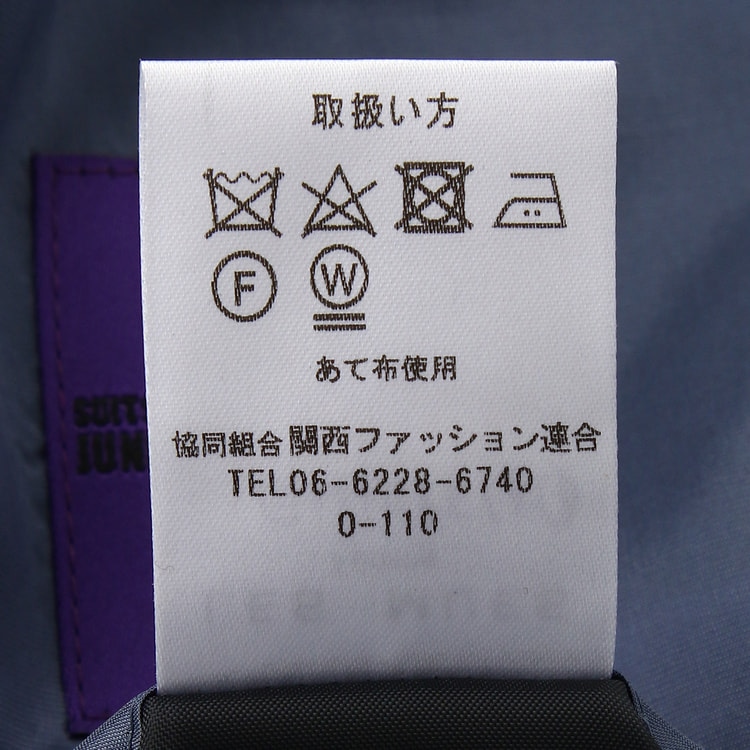 取扱い方
F W
あて布使用
協同組合関西ファッション連合
TEL06-6228-6740
0-110